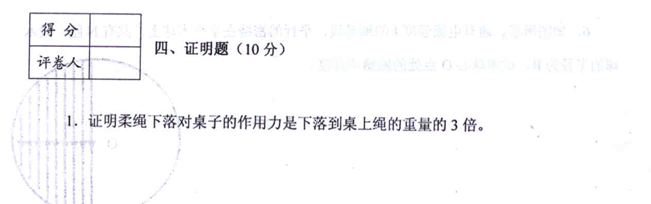 得 分
评卷人
四、证明题(10分)
1. 证明柔绳下落对桌子的作用力是下落到桌上绳的重量的 3 倍。